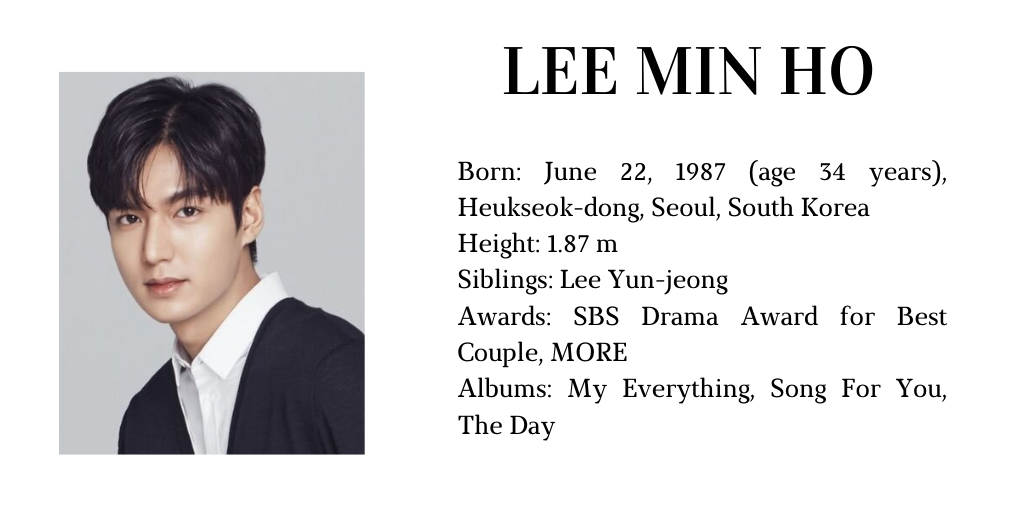 LEE MIN HO
Born: June 22, 1987 (age 34 years),
Heukseok-dong, Seoul, South Korea
Height: 1.87 m
Siblings: Lee Yun-jeong
Awards: SBS Drama Award for Best
Couple, MORE
Albums: My Everything, Song For You,
The Day